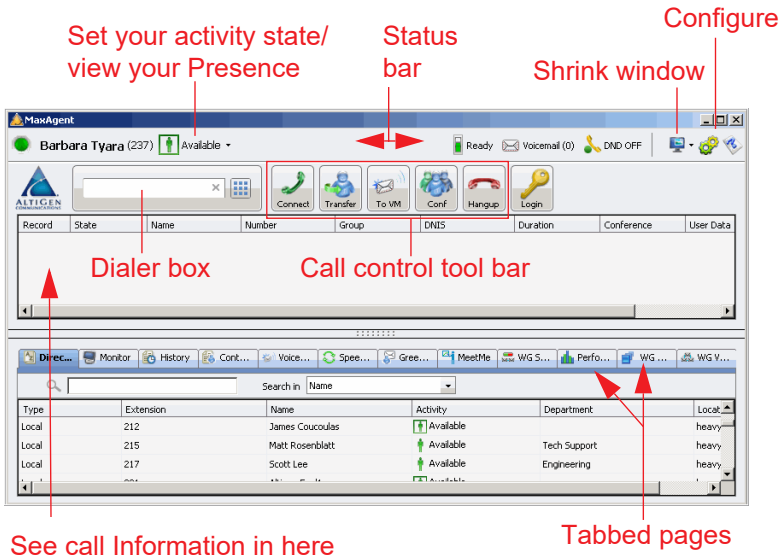 Configure
Set your activity state/
view your Presence
Status
bar
Shrink window
MaxAgent
Barbara Tyara (237) Available
Ready Voicemail (0) DND OFF
ALTIGEN
COMMUNICATIONS
Connect Transfer To VM Conf Hangup Login
Record State Name Number Group DNIS Duration Conference User Data
Dialer box
Call control tool bar
Direc... Monitor History Cont... Voice... Spee... Gree... MeetMe WG S... Perfo... WG ... WG V...
Search in Name
Type Extension Name Activity Department Locat
Local 212 James Coucoulas Available heavy
Local 215 Matt Rosenblatt Available Tech Support heavy
Local 217 Scott Lee Available Engineering heavy
See call Information in here
Tabbed pages